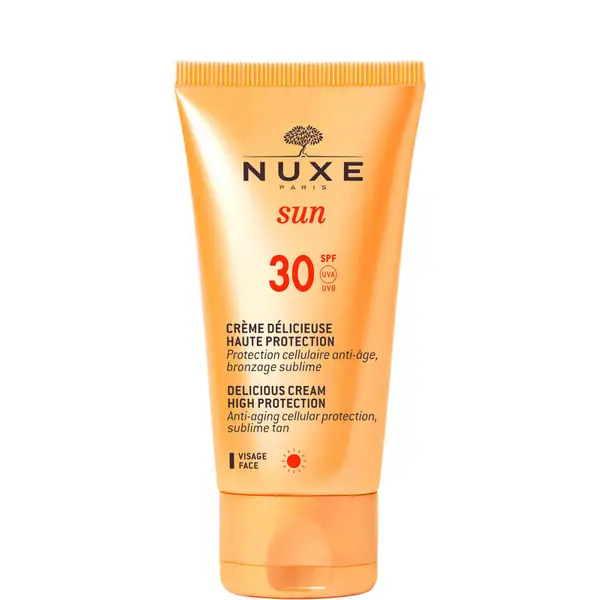 NUXE
PARIS
sun
30 SPF
UVA
UVB
CRÈME DÉLICIEUSE
HAUTE PROTECTION
Protection cellulaire anti-âge,
bronzage sublime
DELICIOUS CREAM
HIGH PROTECTION
Anti-aging cellular protection,
sublime tan
VISAGE
FACE